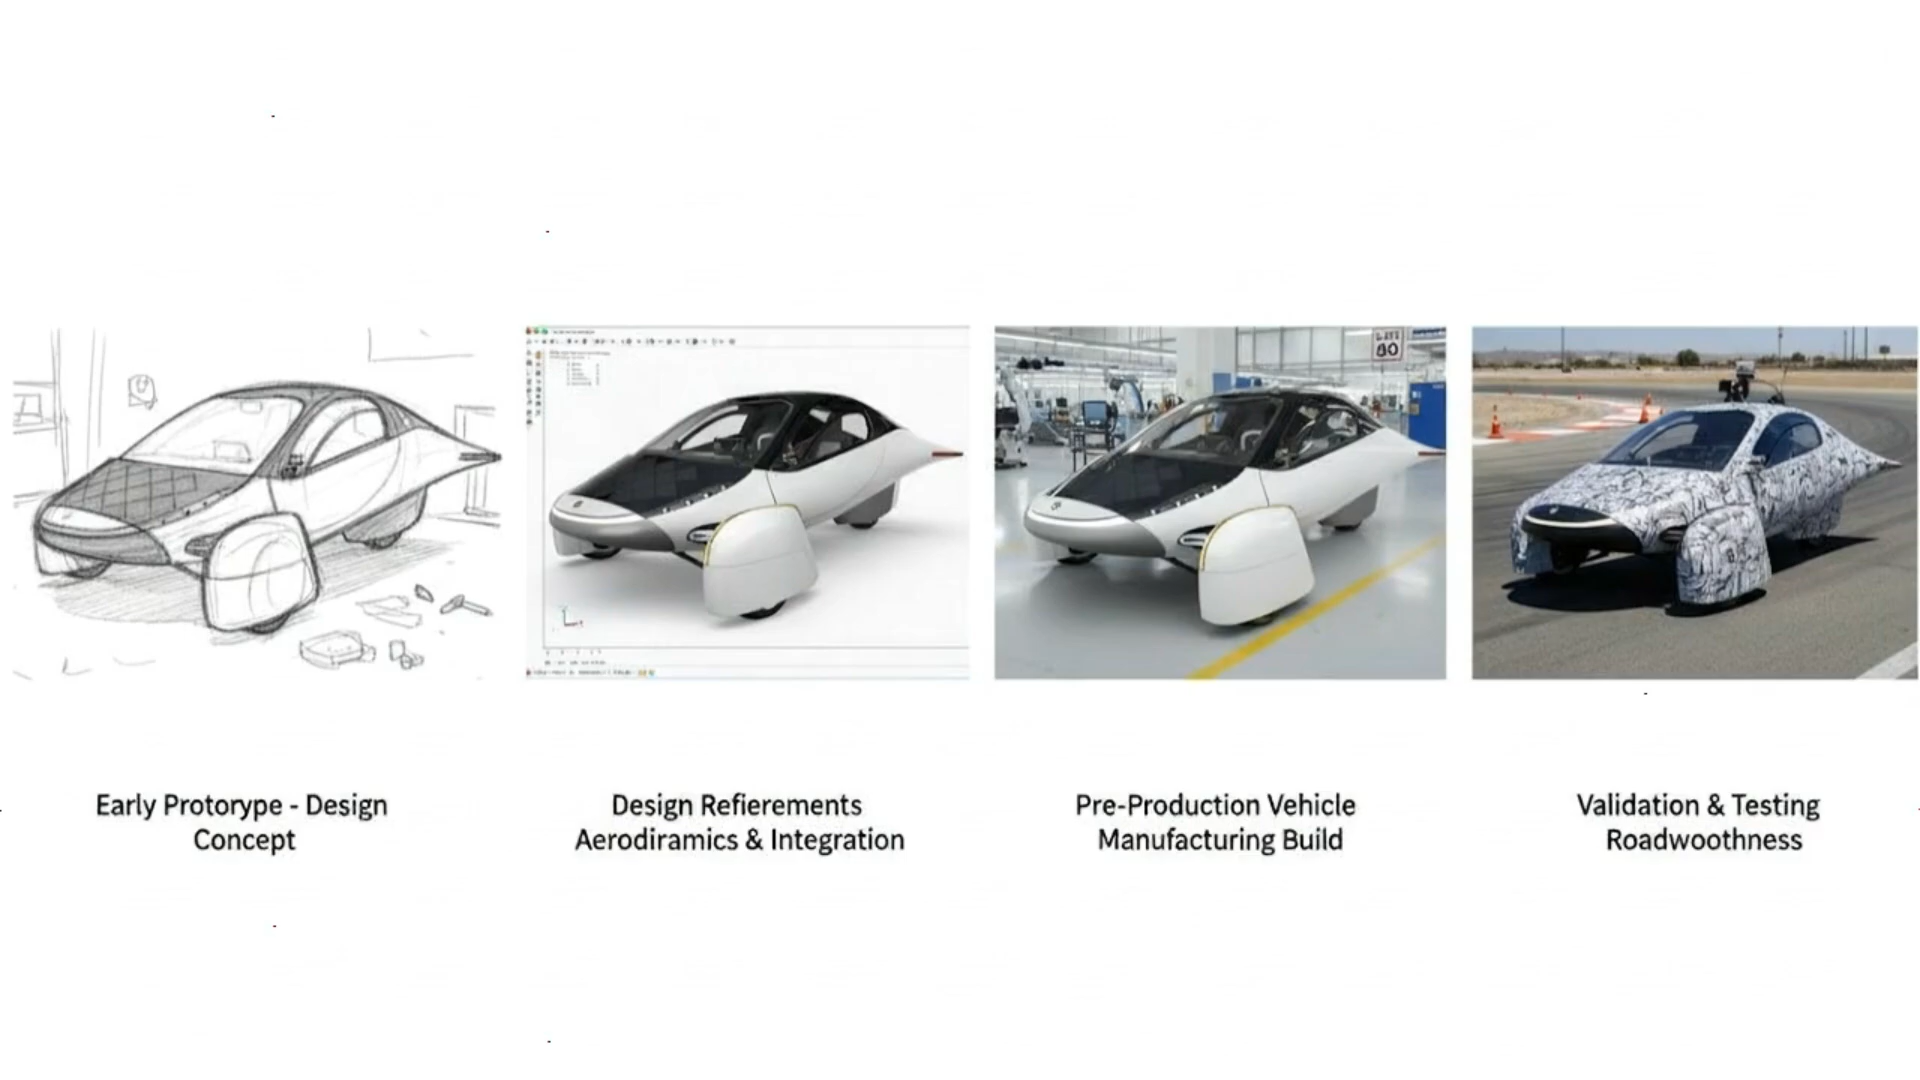 Early Protorype - Design
Concept
Design Refierements
Aerodiramics & Integration
Pre-Production Vehicle
Manufacturing Build
Validation & Testing
Roadwoothness